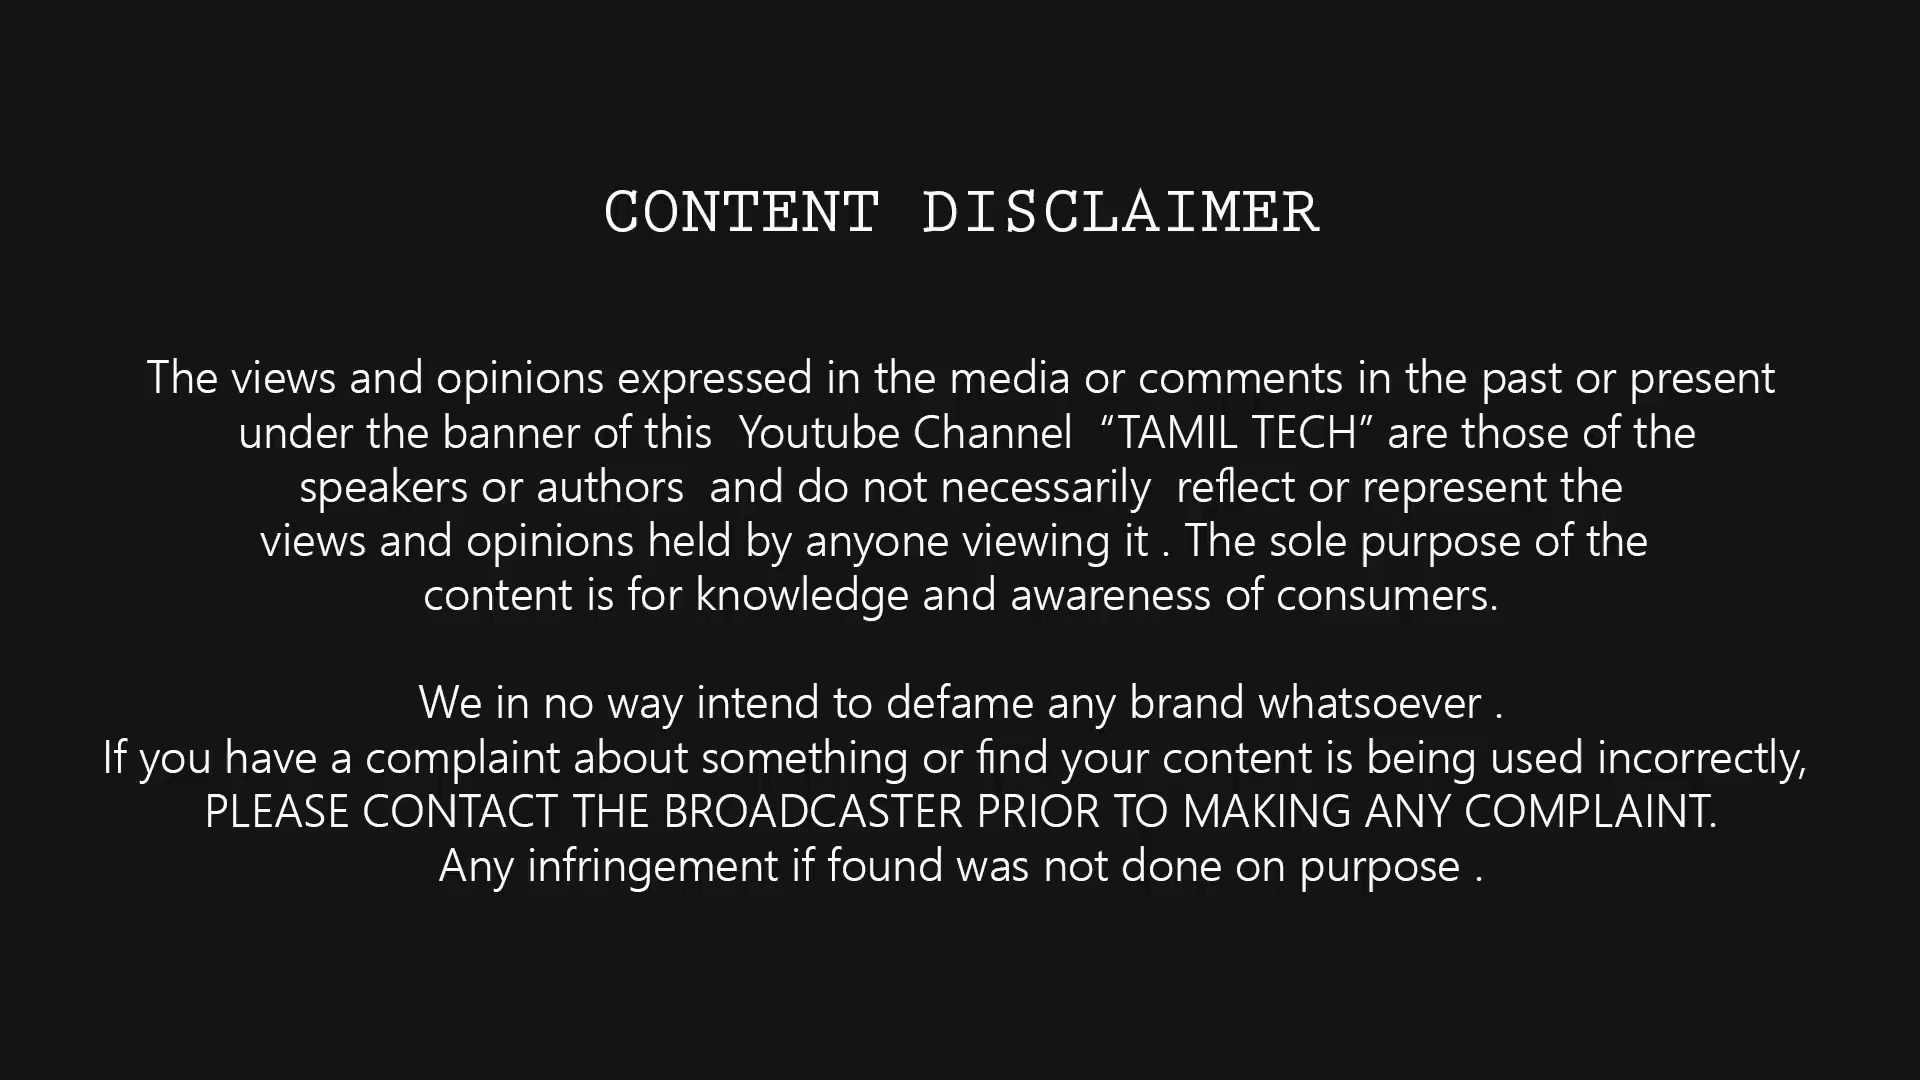 CONTENT DISCLAIMER
The views and opinions expressed in the media or comments in the past or present
under the banner of this Youtube Channel “TAMIL TECH” are those of the
speakers or authors and do not necessarily reflect or represent the
views and opinions held by anyone viewing it . The sole purpose of the
content is for knowledge and awareness of consumers.
We in no way intend to defame any brand whatsoever .
If you have a complaint about something or find your content is being used incorrectly,
PLEASE CONTACT THE BROADCASTER PRIOR TO MAKING ANY COMPLAINT.
Any infringement if found was not done on purpose .